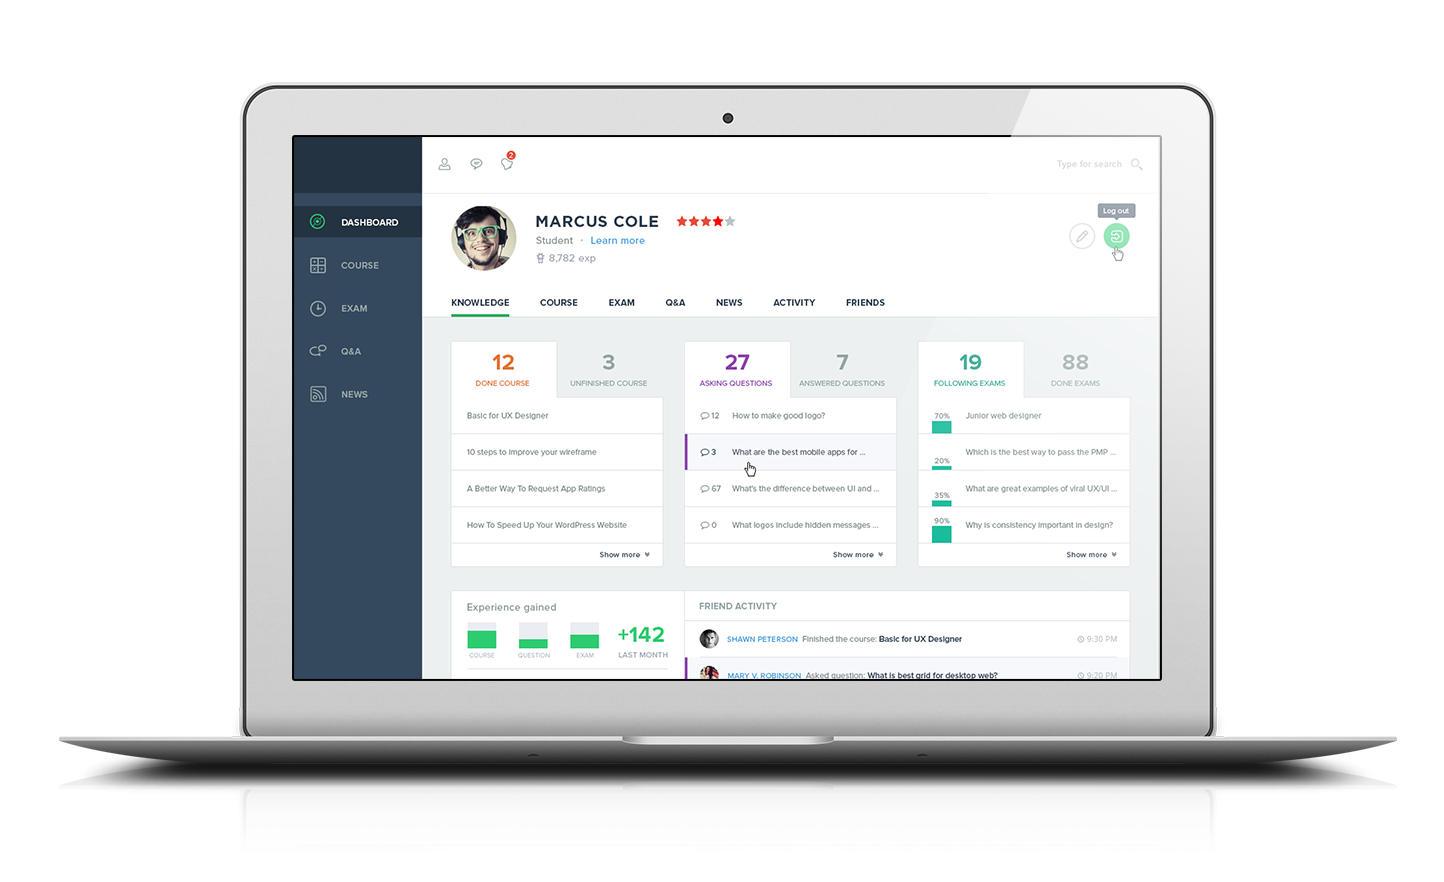 2
Type for search
DASHBOARD
COURSE
EXAM
Q&A
NEWS
MARCUS COLE
Student · Learn more
8,782 exp
Log out
KNOWLEDGE COURSE EXAM Q&A NEWS ACTIVITY FRIENDS
12
DONE COURSE
3
UNFINISHED COURSE
Basic for UX Designer
10 steps to improve your wireframe
A Better Way To Request App Ratings
How To Speed Up Your WordPress Website
Show more
27
ASKING QUESTIONS
7
ANSWERED QUESTIONS
12 How to make good logo?
3 What are the best mobile apps for ...
67 What's the difference between UI and ...
0 What logos include hidden messages ...
Show more
19
FOLLOWING EXAMS
88
DONE EXAMS
70% Junior web designer
20% Which is the best way to pass the PMP ...
35% What are great examples of viral UX/UI ...
90% Why is consistency important in design?
Show more
Experience gained
COURSE
QUESTION
EXAM
+142
LAST MONTH
FRIEND ACTIVITY
SHAWN PETERSON Finished the course: Basic for UX Designer 9:30 PM
MARY V. ROBINSON Asked question: What is best grid for desktop web? 9:20 PM